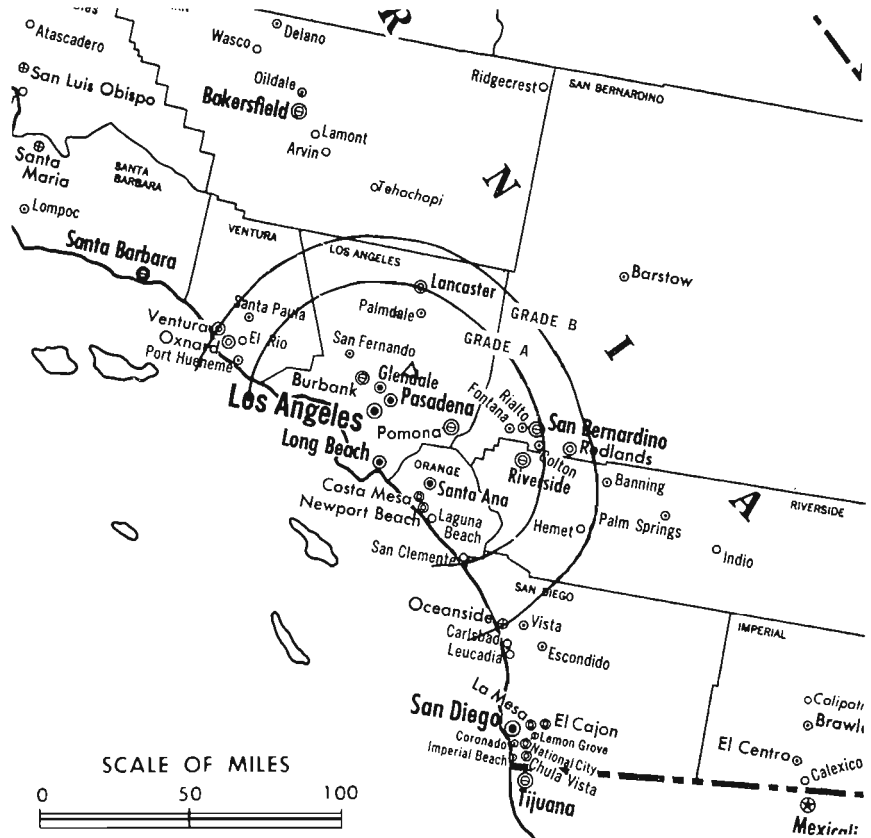 Atascadero
San Luis Obispo
Wasco
Delano
Oildale
Bakersfield
Lamont
Arvin
Tehachapi
Ridgecrest
SAN BERNARDINO
R
N
I
A
Santa
Maria
SANTA
BARBARA
Lompoc
Santa Barbara
VENTURA
LOS ANGELES
Lancaster
Barstow
Ventura
Santa Paula
Oxnard
El Rio
Port Hueneme
Palmdale
GRADE B
GRADE A
San Fernando
Burbank
Glendale
Pasadena
Los Angeles
Pomona
Fontana
Rialto
San Bernardino
Redlands
Colton
Riverside
Long Beach
ORANGE
Santa Ana
Costa Mesa
Newport Beach
Laguna
Beach
Banning
Palm Springs
RIVERSIDE
Hemet
Indio
San Clemente
SAN DIEGO
IMPERIAL
Oceanside
Vista
Carlsbad
Leucadia
Escondido
La Mesa
San Diego
El Cajon
Lemon Grove
Coronado
National City
Imperial Beach
Chula Vista
Tijuana
El Centro
Calexico
Mexicali
SCALE OF MILES
0 50 100